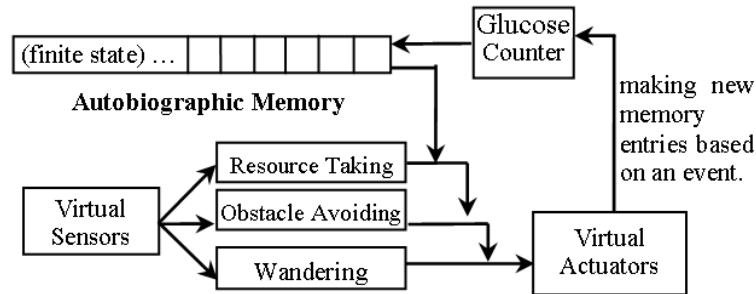 Glucose
Counter
(finite state) ...
Autobiographic Memory
making new
memory
entries based
on an event.
Resource Taking
Virtual
Sensors
Obstacle Avoiding
Wandering
Virtual
Actuators